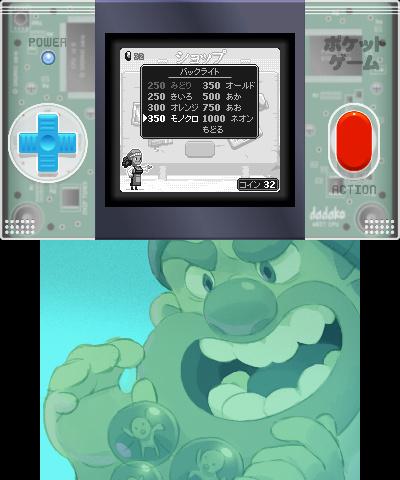 POWER
ポケット
ゲーム
32
ショップ
バックライト
250 みどり 350 オールド
250 きいろ 500 あか
300 オレンジ 750 あお
▶350 モノクロ 1000 ネオン
もどる
コイン 32
ACTION
dadako